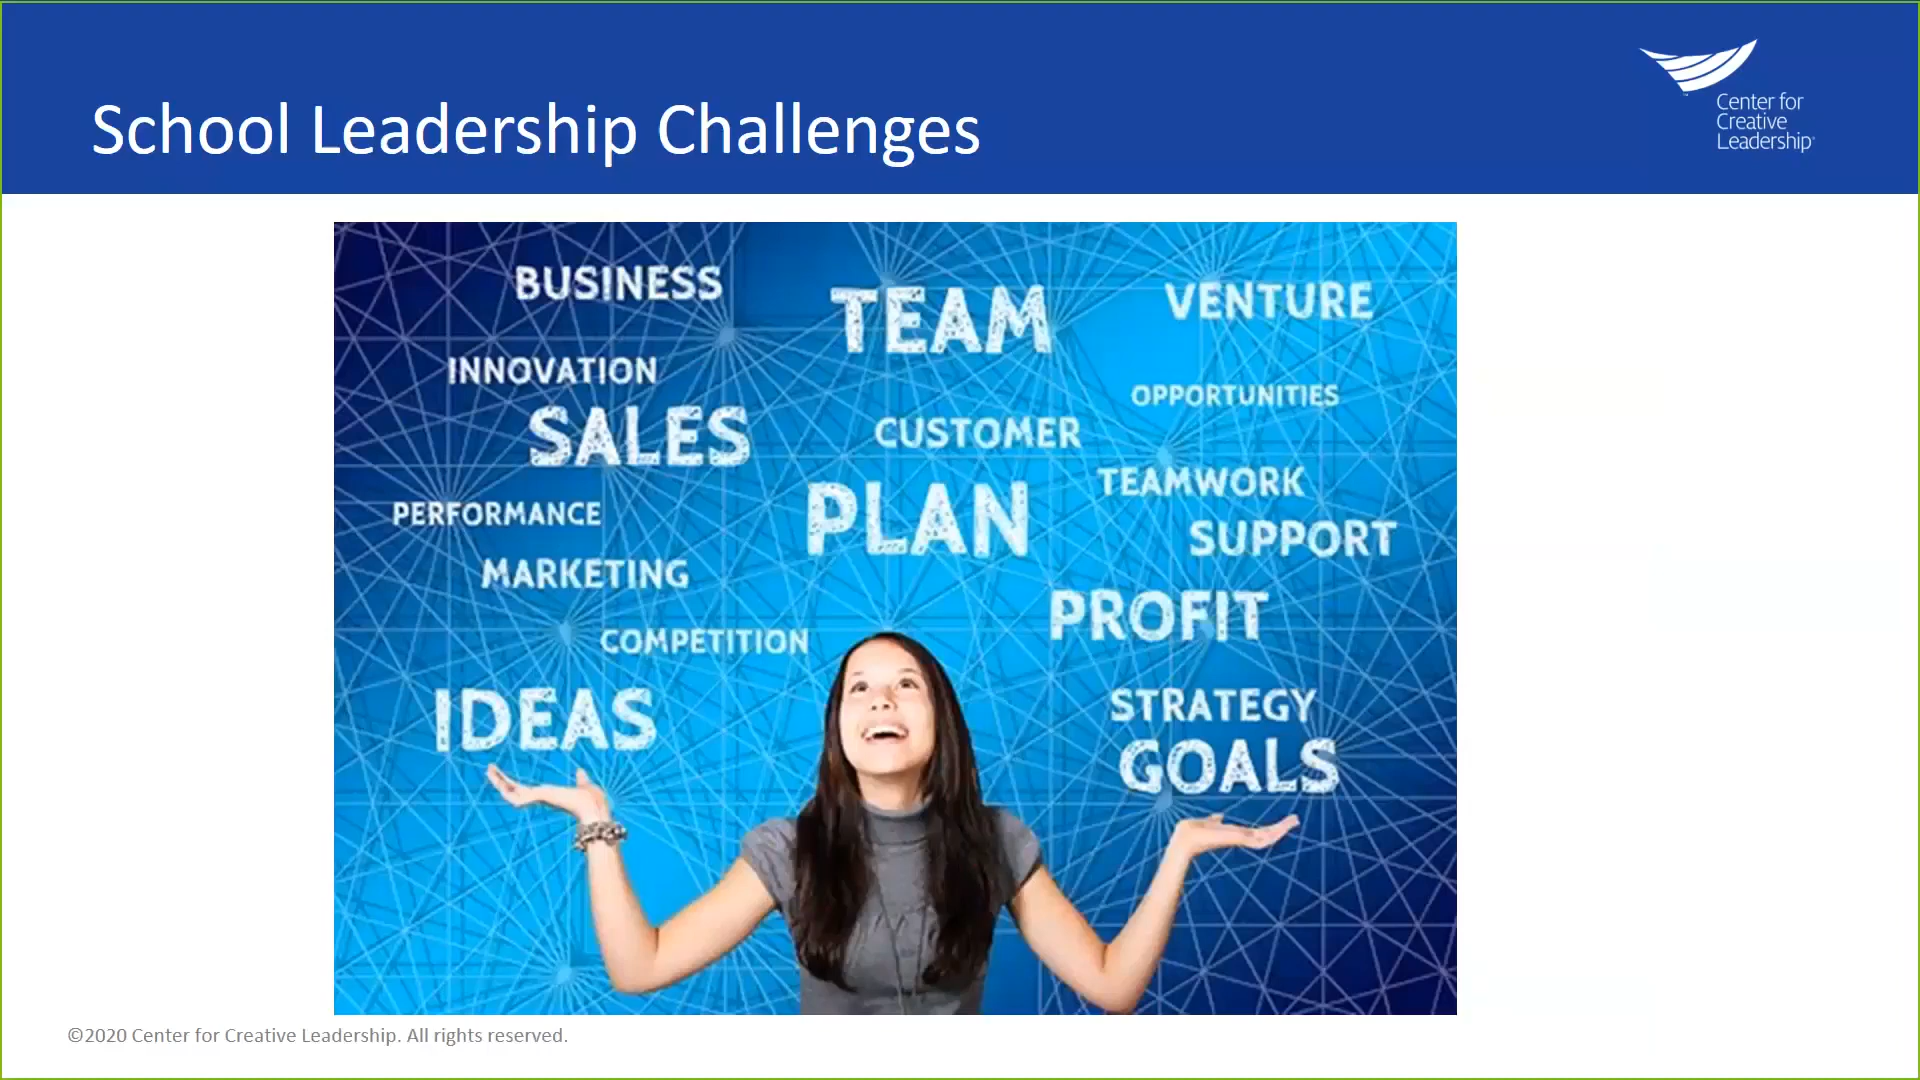 School Leadership Challenges
Center for
Creative
Leadership
BUSINESS
TEAM
VENTURE
INNOVATION
OPPORTUNITIES
SALES
CUSTOMER
TEAMWORK
PERFORMANCE
PLAN
SUPPORT
MARKETING
PROFIT
COMPETITION
IDEAS
STRATEGY
GOALS
©2020 Center for Creative Leadership. All rights reserved.